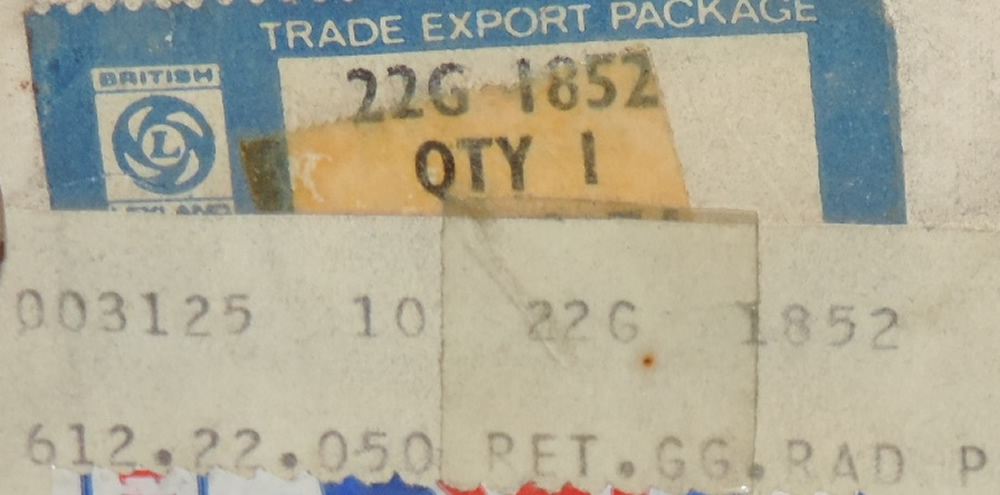 TRADE EXPORT PACKAGE
BRITISH
L
LEYLAND
22G 1852
QTY 1
003125 10 22G 1852
612.22.050 RET.GG.RAD P